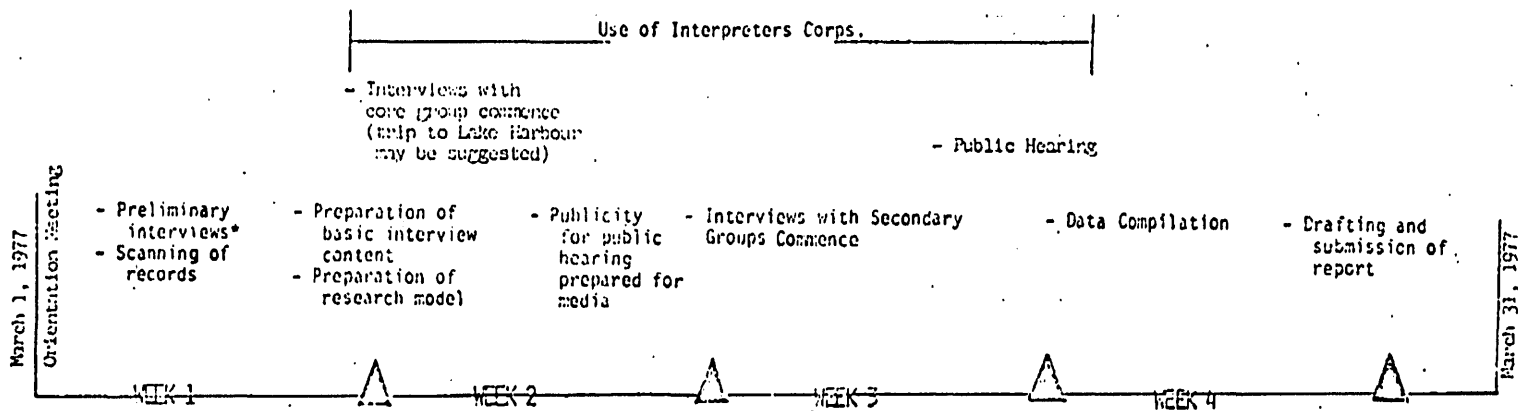 Use of Interpreters Corps.
- Interviews with
core group commence
(trip to Lake Harbour
may be suggested)
- Public Hearing
March 1, 1977
Orientation Meeting
- Preliminary
interviews*
- Scanning of
records
- Preparation of
basic interview
content
- Preparation of
research model
- Publicity
for public
hearing
prepared for
media
- Interviews with Secondary
Groups Commence
- Data Compilation
- Drafting and
submission of
report
March 31, 1977
WEEK 1
WEEK 2
WEEK 3
WEEK 4